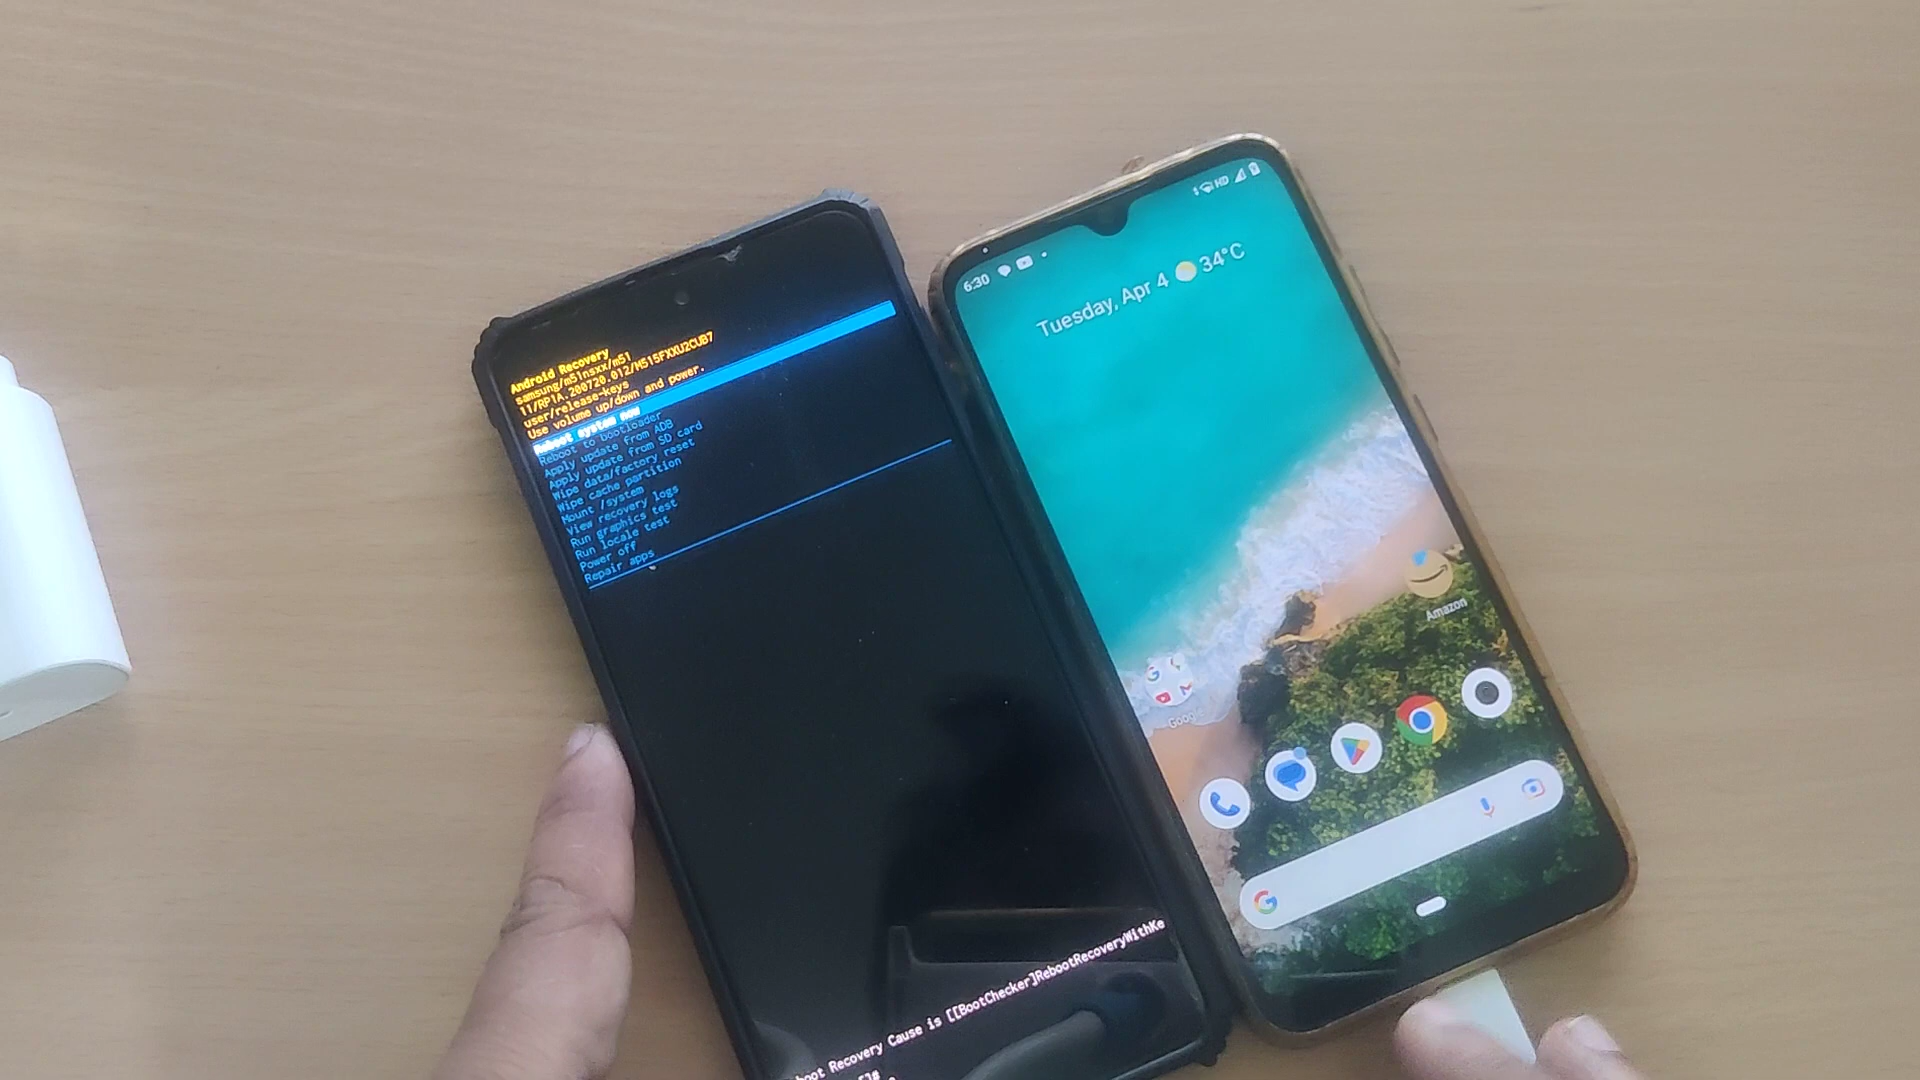 Android Recovery
samsung/m51nsxx/m51
11/RP1A.200720.012/M515FXXU2CUB7
user/release-keys
Use volume up/down and power.
Reboot system now
Reboot to bootloader
Apply update from ADB
Apply update from SD card
Wipe data/factory reset
Wipe cache partition
Mount /system
View recovery logs
Run graphics test
Run locale test
Power off
Repair apps
boot Recovery Cause is [[BootChecker]RebootRecoveryWithKe
]#
6:30
HD
Tuesday, Apr 4 34°C
Amazon
Goog